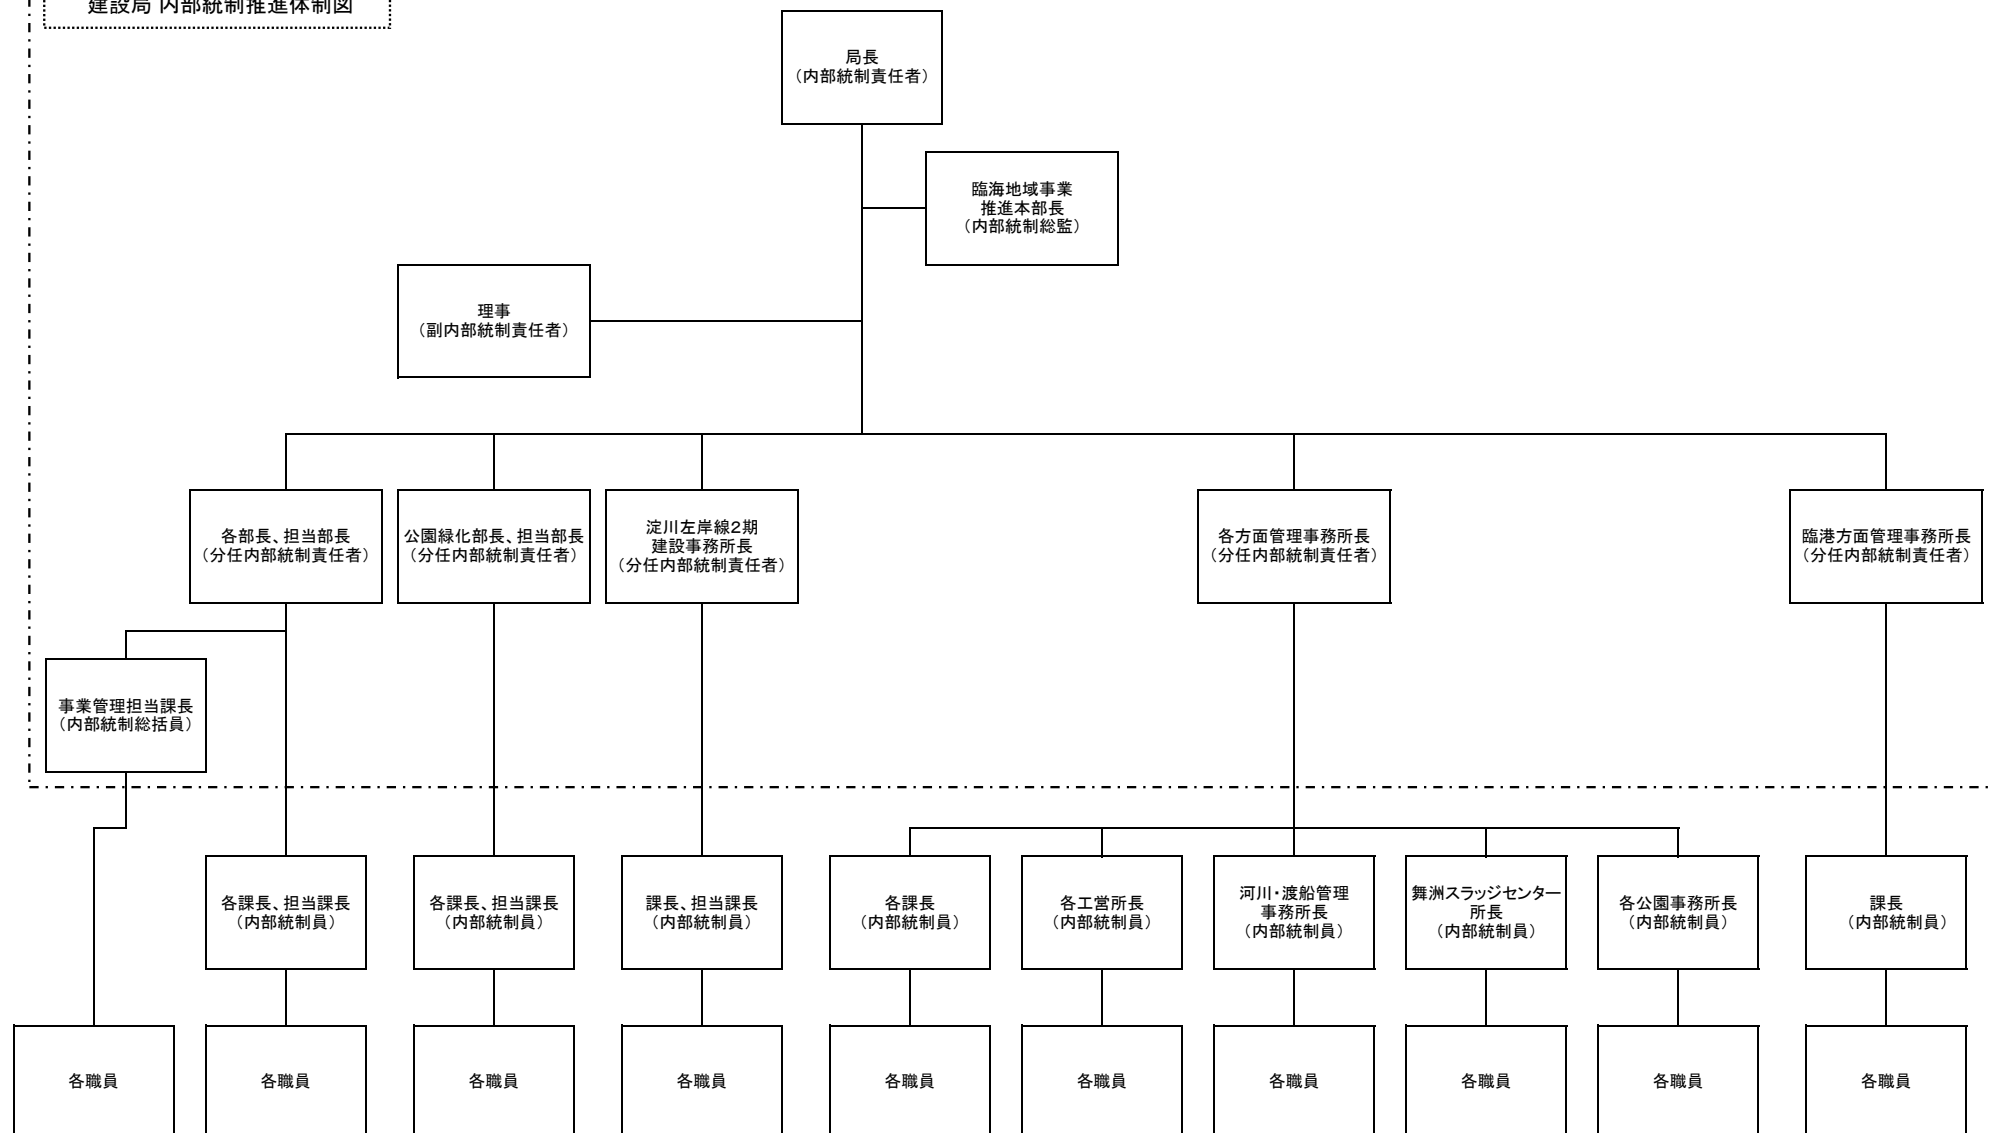 建設局 内部統制推進体制図
局長
（内部統制責任者）
臨海地域事業
推進本部長
（内部統制総監）
理事
（副内部統制責任者）
各部長、担当部長
（分任内部統制責任者）
公園緑化部長、担当部長
（分任内部統制責任者）
淀川左岸線２期
建設事務所長
（分任内部統制責任者）
各方面管理事務所長
（分任内部統制責任者）
臨港方面管理事務所長
（分任内部統制責任者）
事業管理担当課長
（内部統制総括員）
各課長、担当課長
（内部統制員）
各課長、担当課長
（内部統制員）
課長、担当課長
（内部統制員）
各課長
（内部統制員）
各工営所長
（内部統制員）
河川・渡船管理
事務所長
（内部統制員）
舞洲スラッジセンター
所長
（内部統制員）
各公園事務所長
（内部統制員）
課長
（内部統制員）
各職員
各職員
各職員
各職員
各職員
各職員
各職員
各職員
各職員
各職員